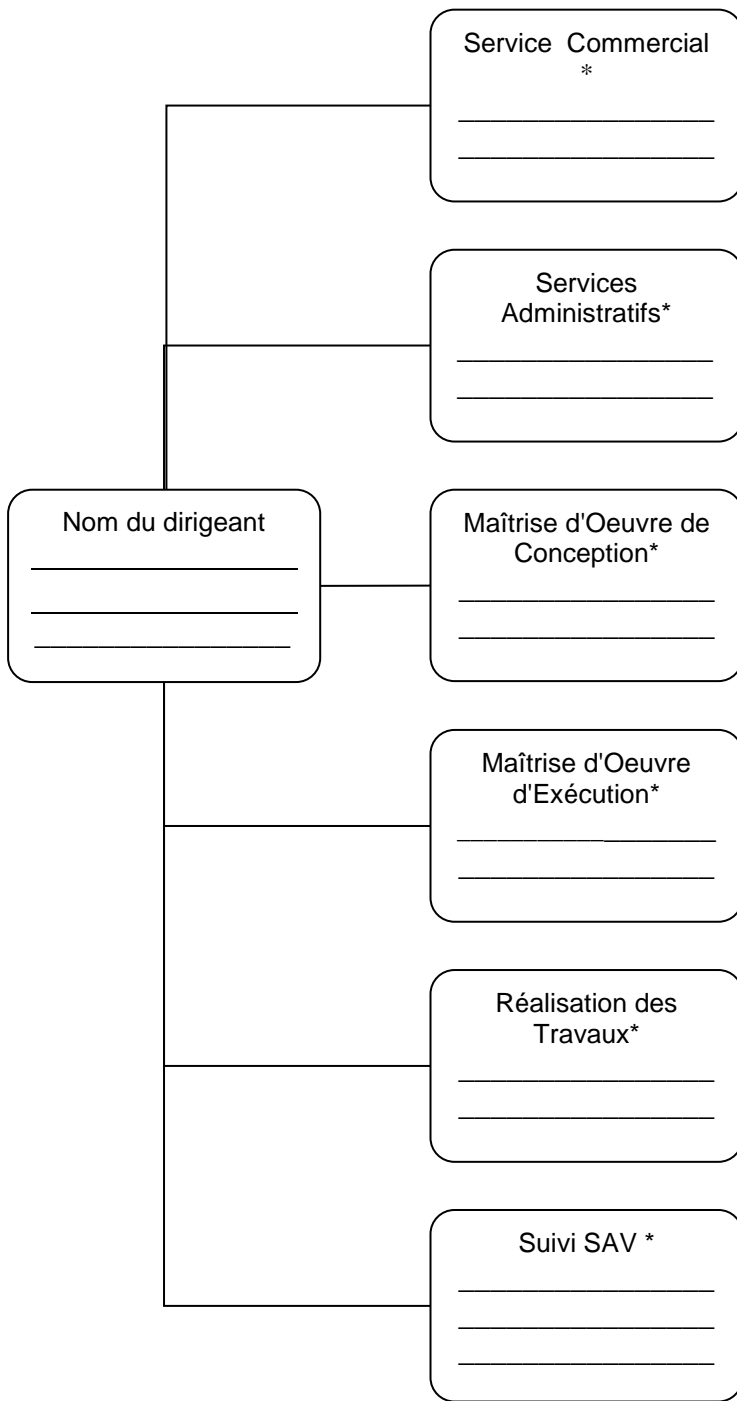 Service Commercial
*
Services
Administratifs*
Nom du dirigeant
Maîtrise d'Oeuvre de
Conception*
Maîtrise d'Oeuvre
d'Exécution*
Réalisation des
Travaux*
Suivi SAV *